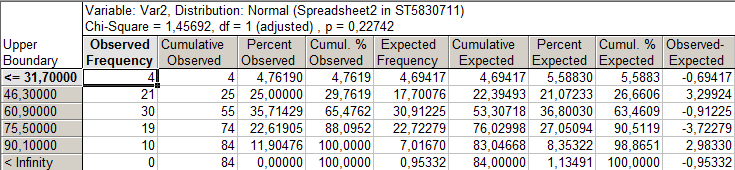 Variable: Var2, Distribution: Normal (Spreadsheet2 in ST5830711)
Chi-Square = 1,45692, df = 1 (adjusted) , p = 0,22742
Upper Observed Cumulative Percent Cumul. % Expected Cumulative Percent Cumul. % Observed-
Boundary Frequency Observed Observed Observed Frequency Expected Expected Expected Expected
<= 31,70000 4 4 4,76190 4,7619 4,69417 4,69417 5,58830 5,5883 -0,69417
46,30000 21 25 25,00000 29,7619 17,70076 22,39493 21,07233 26,6606 3,29924
60,90000 30 55 35,71429 65,4762 30,91225 53,30718 36,80030 63,4609 -0,91225
75,50000 19 74 22,61905 88,0952 22,72279 76,02998 27,05094 90,5119 -3,72279
90,10000 10 84 11,90476 100,0000 7,01670 83,04668 8,35322 98,8651 2,98330
< Infinity 0 84 0,00000 100,0000 0,95332 84,00000 1,13491 100,0000 -0,95332